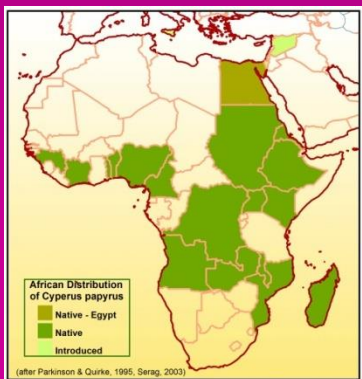 African Distribution
of Cyperus papyrus
Native - Egypt
Native
Introduced
(after Parkinson & Quirke, 1995, Serag, 2003)